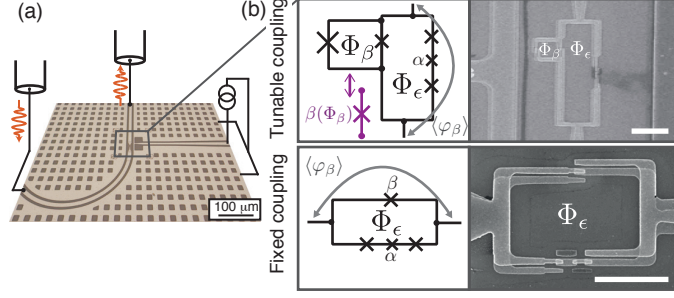 (a)
100 μm
(b)
Tunable coupling
Φβ
Φϵ
α
β(Φβ)
⟨φβ⟩
Φβ
Φϵ
Fixed coupling
⟨φβ⟩
β
Φϵ
α
Φϵ